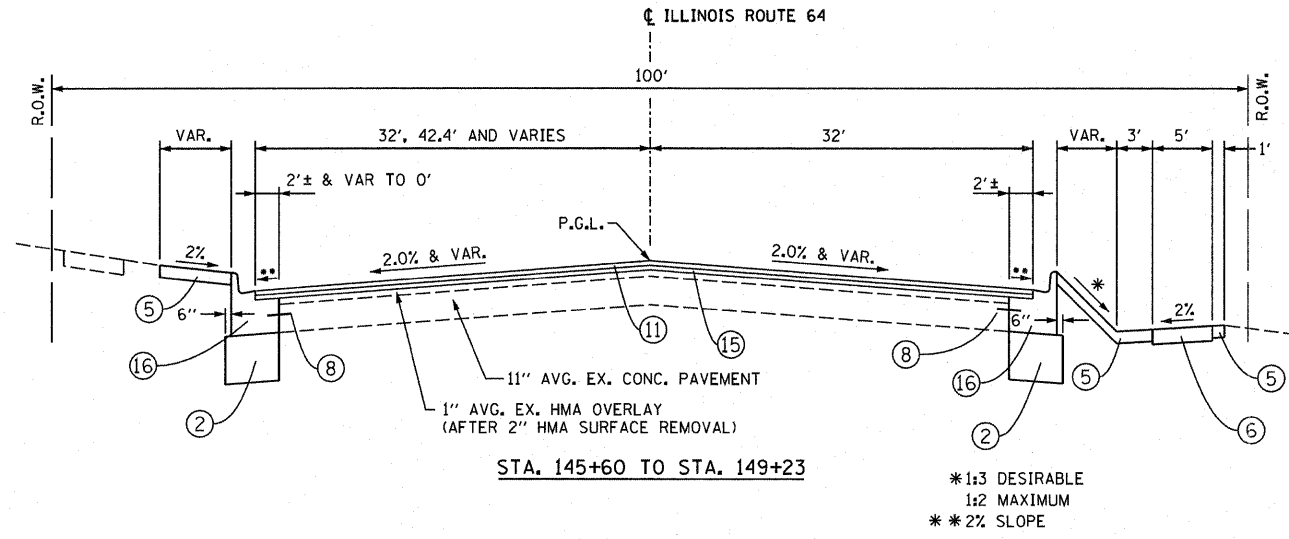 ℄ ILLINOIS ROUTE 64
100'
R.O.W.
R.O.W.
VAR.
32', 42.4' AND VARIES
32'
VAR.
3'
5'
1'
2'± & VAR TO 0'
2'±
P.G.L.
2%
**
2.0% & VAR.
2.0% & VAR.
**
*
2%
5
6"
8
11
15
8
6"
16
2
16
2
5
5
6
11" AVG. EX. CONC. PAVEMENT
1" AVG. EX. HMA OVERLAY
(AFTER 2" HMA SURFACE REMOVAL)
STA. 145+60 TO STA. 149+23
*1:3 DESIRABLE
1:2 MAXIMUM
**2% SLOPE